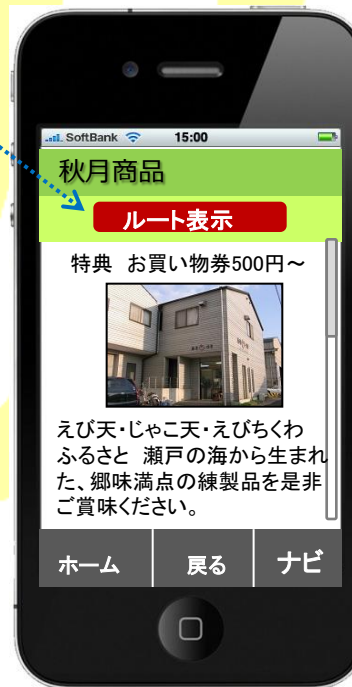 SoftBank 15:00
秋月商品
ルート表示
特典 お買い物券500円～
えび天・じゃこ天・えびちくわ
ふるさと 瀬戸の海から生まれ
た、郷味満点の練製品を是非
ご賞味ください。
ホーム 戻る ナビ